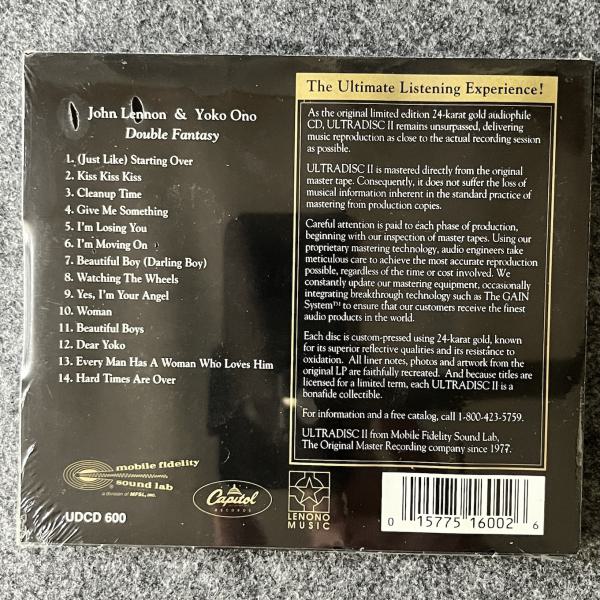 John Lennon & Yoko Ono
Double Fantasy
1. (Just Like) Starting Over
2. Kiss Kiss Kiss
3. Cleanup Time
4. Give Me Something
5. I'm Losing You
6. I'm Moving On
7. Beautiful Boy (Darling Boy)
8. Watching The Wheels
9. Yes, I'm Your Angel
10. Woman
11. Beautiful Boys
12. Dear Yoko
13. Every Man Has A Woman Who Loves Him
14. Hard Times Are Over
The Ultimate Listening Experience!
As the original limited edition 24-karat gold audiophile
CD, ULTRADISC II remains unsurpassed, delivering
music reproduction as close to the actual recording session
as possible.
ULTRADISC II is mastered directly from the original
master tape. Consequently, it does not suffer the loss of
musical information inherent in the standard practice of
mastering from production copies.
Careful attention is paid to each phase of production,
beginning with our inspection of master tapes. Using our
proprietary mastering technology, audio engineers take
meticulous care to achieve the most accurate reproduction
possible, regardless of the time or cost involved. We
constantly update our mastering equipment, occasionally
integrating breakthrough technology such as The GAIN
System™ to ensure that our customers receive the finest
audio products in the world.
Each disc is custom-pressed using 24-karat gold, known
for its superior reflective qualities and its resistance to
oxidation. All liner notes, photos and artwork from the
original LP are faithfully recreated. And because titles are
licensed for a limited term, each ULTRADISC II is a
bonafide collectible.
For information and a free catalog, call 1-800-423-5759.
ULTRADISC II from Mobile Fidelity Sound Lab,
The Original Master Recording company since 1977.
mobile fidelity
sound lab
a division of MFSL, INC.
UDCD 600
Capitol
RECORDS
LENONO
MUSIC
0 15775 16002 6